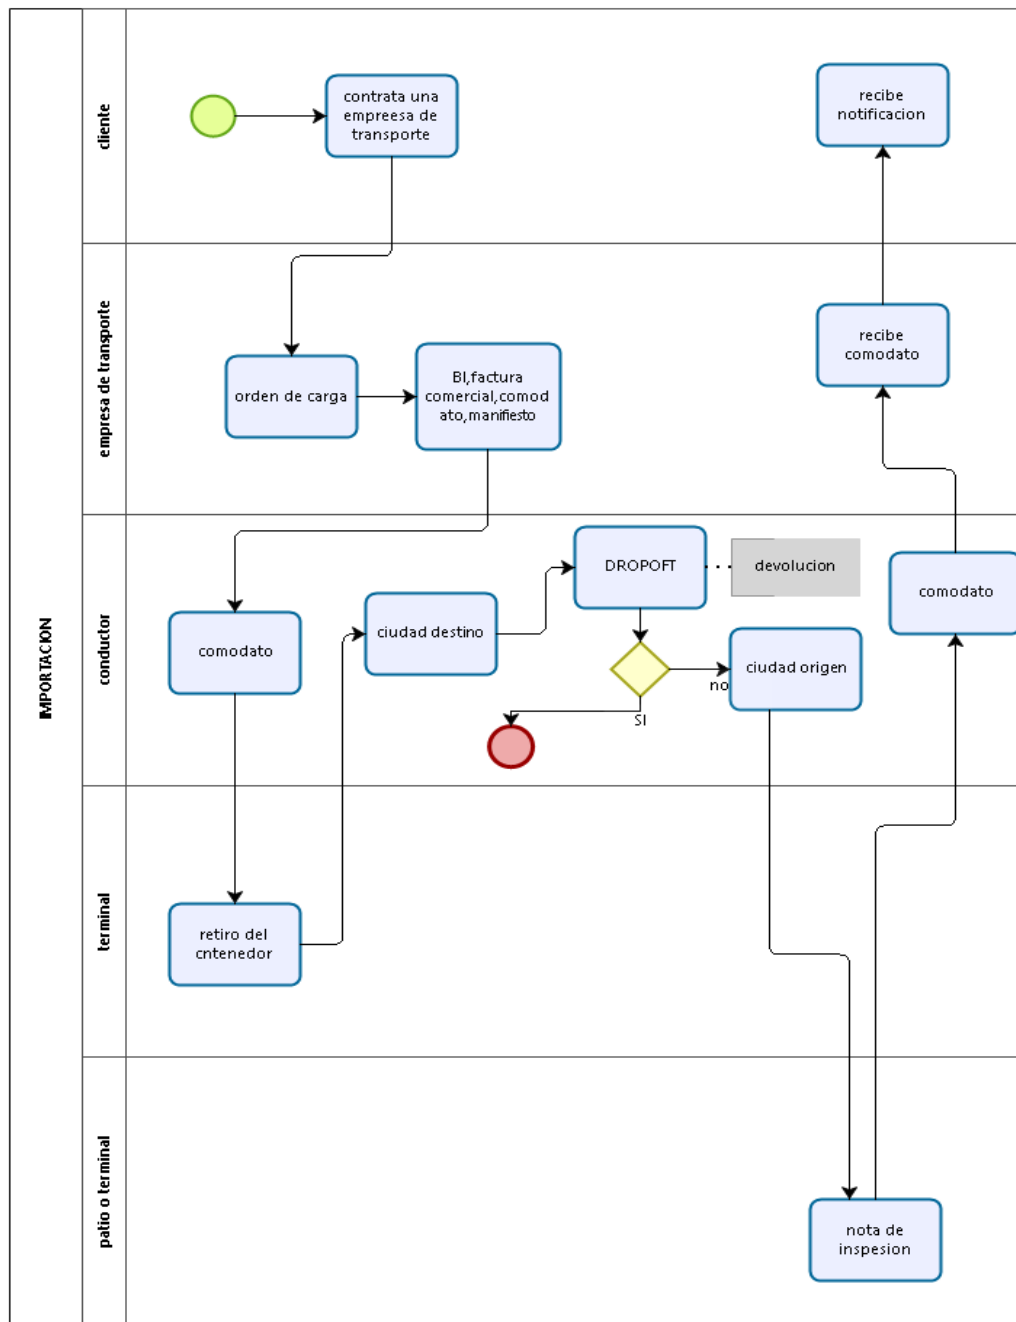 IMPORTACION
cliente
contrata una
empreesa de
transporte
recibe
notificacion
empresa de transporte
orden de carga
BI,factura
comercial,comod
ato,manifiesto
recibe
comodato
conductor
comodato
ciudad destino
DROPOFT
devolucion
comodato
no
ciudad origen
SI
terminal
retiro del
cntenedor
patio o terminal
nota de
inspesion